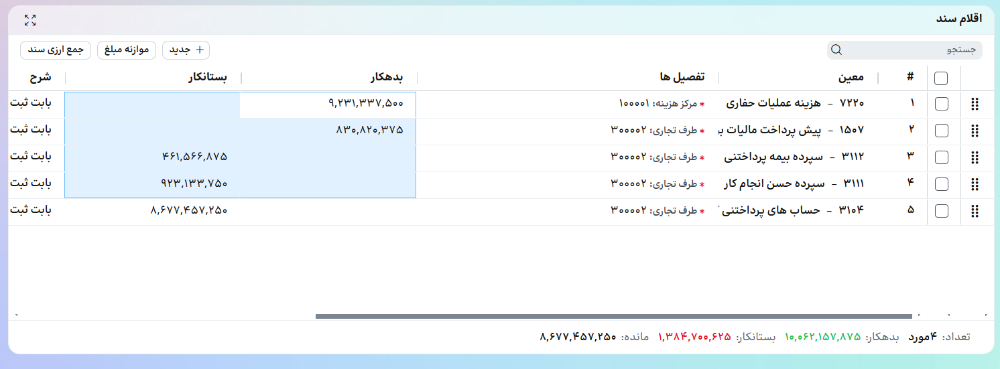 اقلام سند
جستجو
+ جدید
موازنه مبلغ
جمع ارزی سند
# معین تفصیل ها بدهکار بستانکار شرح
۱ ۷۲۲۰ - هزینه عملیات حفاری * مرکز هزینه: ۱۰۰۰۰۱ ۹,۲۳۱,۳۳۷,۵۰۰ بابت ثبت
۲ ۱۵۰۷ - پیش پرداخت مالیات * طرف تجاری: ۳۰۰۰۰۲ ۸۳۰,۸۲۰,۳۷۵ بابت ثبت
۳ ۳۱۱۲ - سپرده بیمه پرداختنی * طرف تجاری: ۳۰۰۰۰۲ ۴۶۱,۵۶۶,۸۷۵ بابت ثبت
۴ ۳۱۱۱ - سپرده حسن انجام کار * طرف تجاری: ۳۰۰۰۰۲ ۹۲۳,۱۳۳,۷۵۰ بابت ثبت
۵ ۳۱۰۴ - حساب های پرداختنی * طرف تجاری: ۳۰۰۰۰۲ ۸,۶۷۷,۴۵۷,۲۵۰ بابت ثبت
تعداد: ۴مورد بدهکار: ۱۰,۰۶۲,۱۵۷,۸۷۵ بستانکار: ۱,۳۸۴,۷۰۰,۶۲۵ مانده: ۸,۶۷۷,۴۵۷,۲۵۰